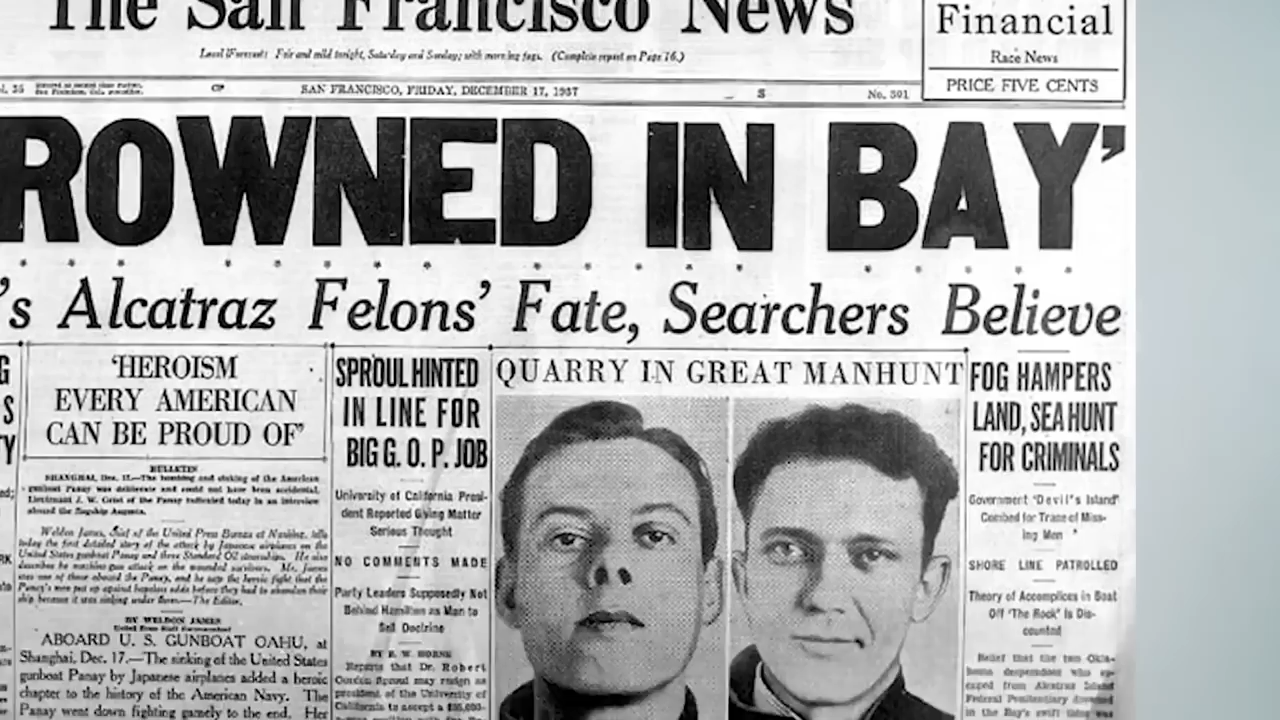 The San Francisco News
Local Forecast: Fair and mild tonight, Saturday and Sunday; with morning fogs. (Complete report on Page 16.)
Financial
Race News
PRICE FIVE CENTS
SAN FRANCISCO, FRIDAY, DECEMBER 17, 1937
S
No. 301
ROWNED IN BAY'
's Alcatraz Felons' Fate, Searchers Believe
'HEROISM
EVERY AMERICAN
CAN BE PROUD OF'
BULLETIN
SHANGHAI, Dec. 17.—The bombing and sinking of the American
gunboat Panay was deliberate and could not have been accidental,
Lieutenant J. W. Geist of the Panay indicated today in an interview
aboard the flagship Augusta.
Weldon James, chief of the United Press Bureau at Nanking, tells
today the first detailed story of the attack by Japanese airplanes on the
United States gunboat Panay and three Standard Oil steamships. He also
describes the machine gun attack on the wounded survivors. Mr. James
was one of those aboard the Panay, and he says the heroic fight that the
Panay's men put up against hopeless odds before they had to abandon their
ship because it was sinking under them.—The Editor.
BY WELDON JAMES
United Press Staff Correspondent
ABOARD U. S. GUNBOAT OAHU, at
Shanghai, Dec. 17.—The sinking of the United States
gunboat Panay by Japanese airplanes added a heroic
chapter to the history of the American Navy. The
Panay went down fighting gamely to the end. Her
SPROUL HINTED
IN LINE FOR
BIG G. O. P. JOB
University of California Presi-
dent Reported Giving Matter
Serious Thought
NO COMMENTS MADE
Party Leaders Supposedly Not
Behind Hamilton as Man to
Sell Doctrine
BY E. W. HORNE
Reports that Dr. Robert
Gordon Sproul may resign as
president of the University of
California to accept a
QUARRY IN GREAT MANHUNT
FOG HAMPERS
LAND, SEA HUNT
FOR CRIMINALS
Government 'Devil's Island'
Combed for Trace of Miss-
ing Men
SHORE LINE PATROLLED
Theory of Accomplices in Boat
Off 'The Rock' Is Dis-
counted
Belief that the two Okla-
homa desperadoes who es-
caped from Alcatraz Island
Federal Penitentiary drowned
in the Bay's swift tides was